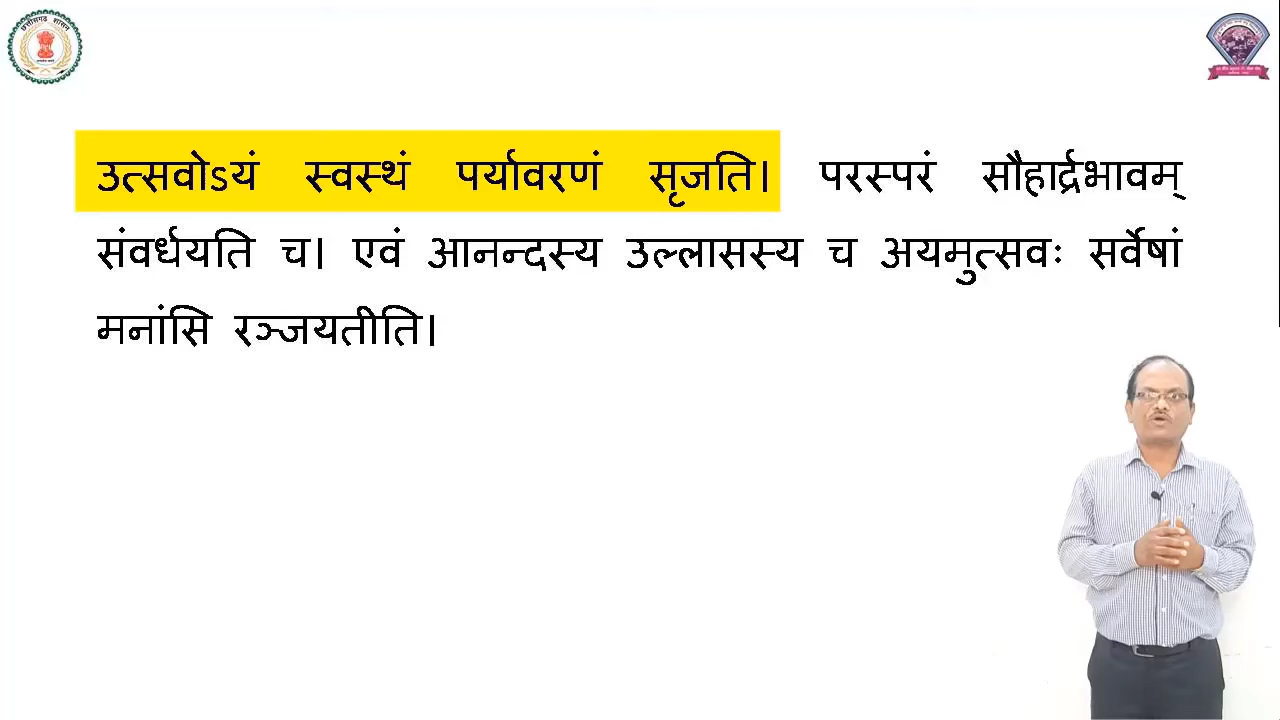 उत्सवोऽयं स्वस्थं पर्यावरणं सृजति। परस्परं सौहार्द्रभावम्
संवर्धयति च। एवं आनन्दस्य उल्लासस्य च अयमुत्सवः सर्वेषां
मनांसि रञ्जयतीति।